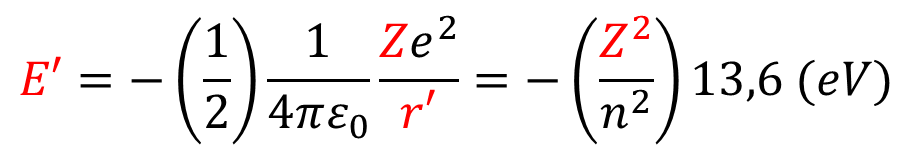 E′ = − (1/2) 1/(4πε₀) Ze²/r′ = − (Z²/n²) 13,6 (eV)